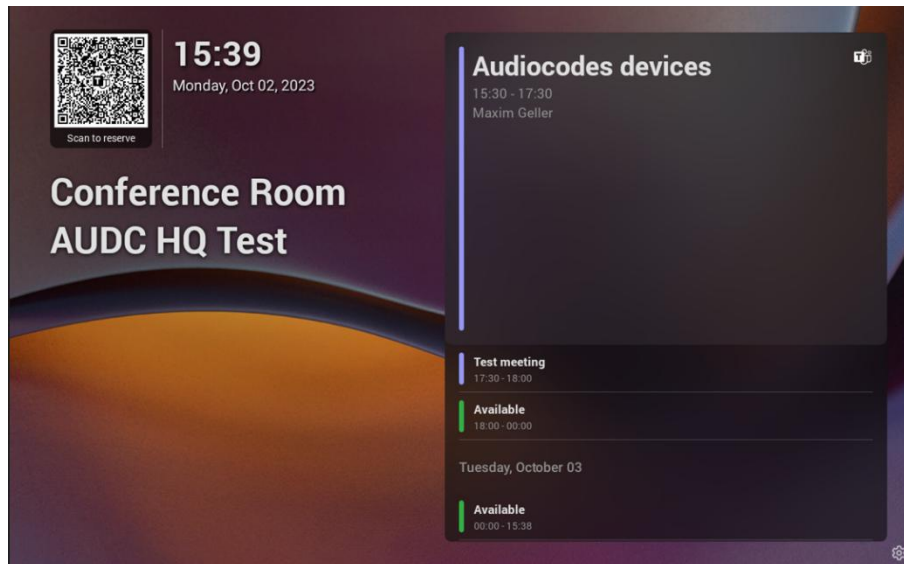 15:39
Monday, Oct 02, 2023
Scan to reserve
Conference Room
AUDC HQ Test
Audiocodes devices
15:30 - 17:30
Maxim Geller
Test meeting
17:30 - 18:00
Available
18:00 - 00:00
Tuesday, October 03
Available
00:00 - 15:38